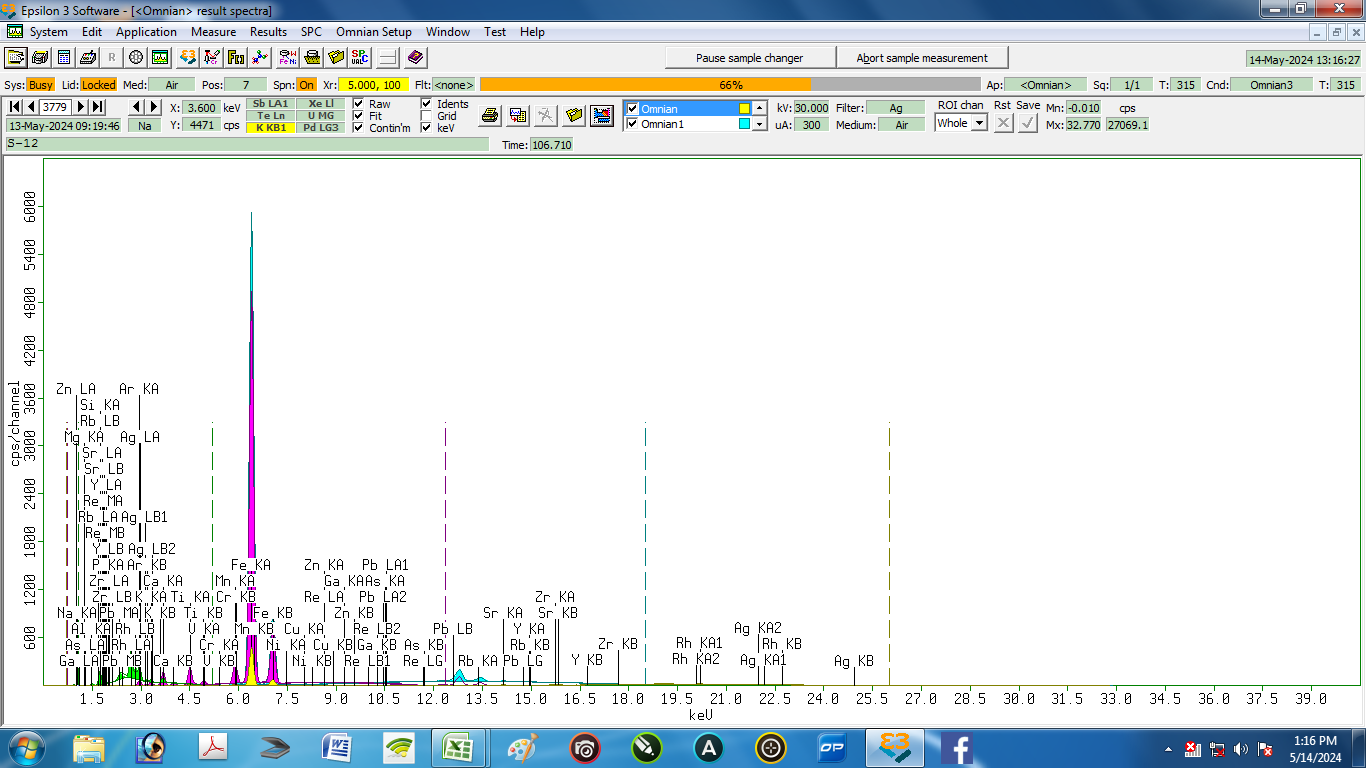 Epsilon 3 Software - [<Omnian> result spectra]
System Edit Application Measure Results SPC Omnian Setup Window Test Help
Pause sample changer Abort sample measurement 14-May-2024 13:16:27
Sys: Busy Lid: Locked Med: Air Pos: 7 Spn: On Xr: 5.000, 100 Flt: <none> 66% Ap: <Omnian> Sq: 1/1 T: 315 Cnd: Omnian3 T: 315
3779 X: 3.600 keV Sb LA1 Xe Ll Raw Idents Omnian kV: 30.000 Filter: Ag ROI chan Rst Save Mn: -0.010 cps
Te Ln U MG Fit Grid
13-May-2024 09:19:46 Na Y: 4471 cps K KB1 Pd LG3 Contin'm keV Omnian1 uA: 300 Medium: Air Whole Mx: 32.770 27069.1
S-12 Time: 106.710
6000
5400
4800
4200
3600
3000
2400
1800
1200
600
cps/channel
Zn LA Ar KA
Si KA
Rb LB
Mg KA Ag LA
Sr LA
Sr LB
Y LA
Re MA
Rb LA Ag LB1
Re MB
Y LB Ag LB2
P KA Ar KB Fe KA Zn KA Pb LA1
Zr LA Ca KA Mn KA Ga KA As KA
Zr LB K KA Ti KA Cr KB Re LA Pb LA2 Zr KA
Na KA Pb MA K KB Ti KB Fe KB Zn KB Sr KA Sr KB
Al KA Rh LB V KA Mn KB Cu KA Re LB2 Pb LB Y KA Ag KA2
As LA Rh LA Cr KA Ni KA Cu KB Ga KB As KB Rb KB Zr KB Rh KA1 Rh KB
Ga LA Pb MB Ca KB V KB Ni KB Re LB1 Re LG Rb KA Pb LG Y KB Rh KA2 Ag KA1 Ag KB
1.5 3.0 4.5 6.0 7.5 9.0 10.5 12.0 13.5 15.0 16.5 18.0 19.5 21.0 22.5 24.0 25.5 27.0 28.5 30.0 31.5 33.0 34.5 36.0 37.5 39.0
keV
1:16 PM
5/14/2024